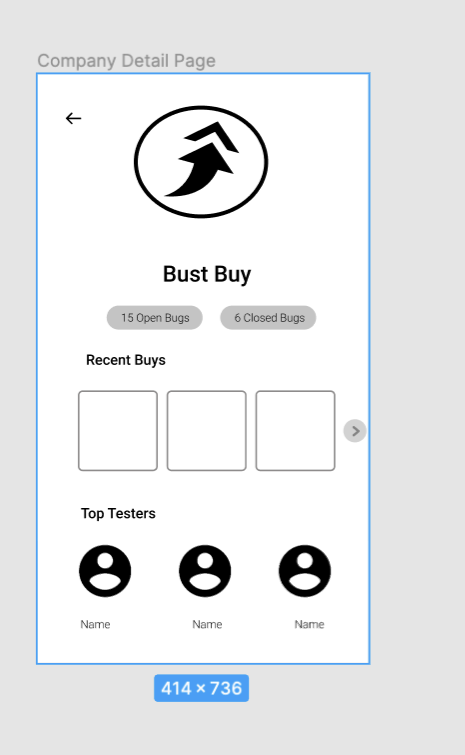 Company Detail Page
Bust Buy
15 Open Bugs 6 Closed Bugs
Recent Buys
Top Testers
Name Name Name
414 × 736